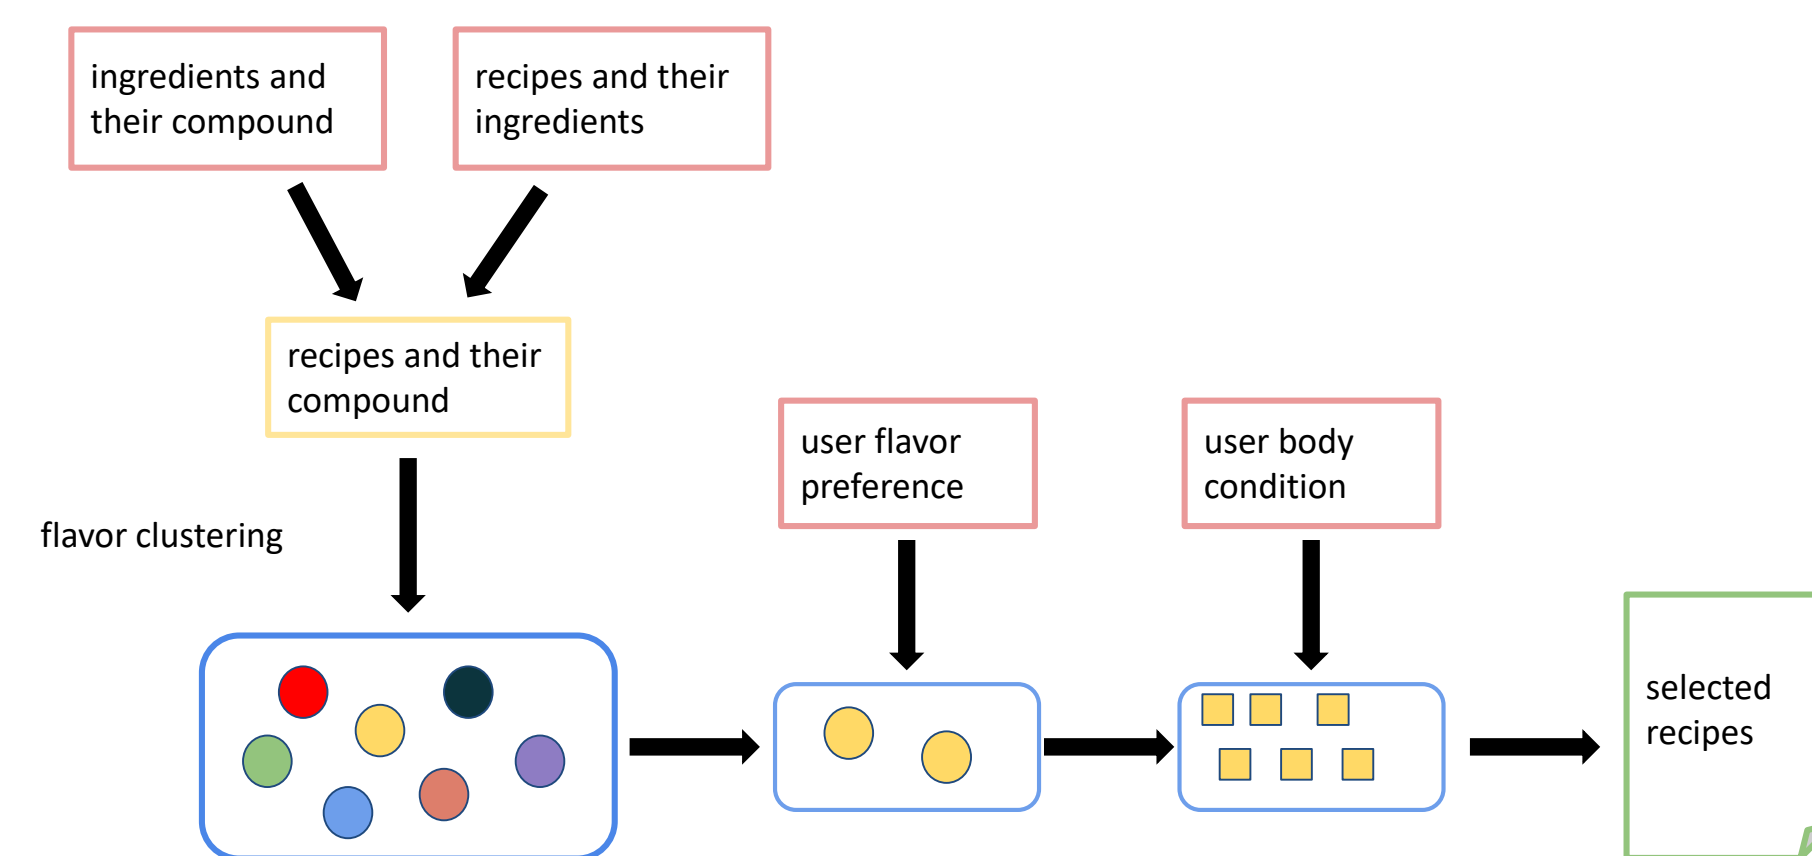 ingredients and
their compound
recipes and their
ingredients
recipes and their
compound
flavor clustering
user flavor
preference
user body
condition
selected
recipes